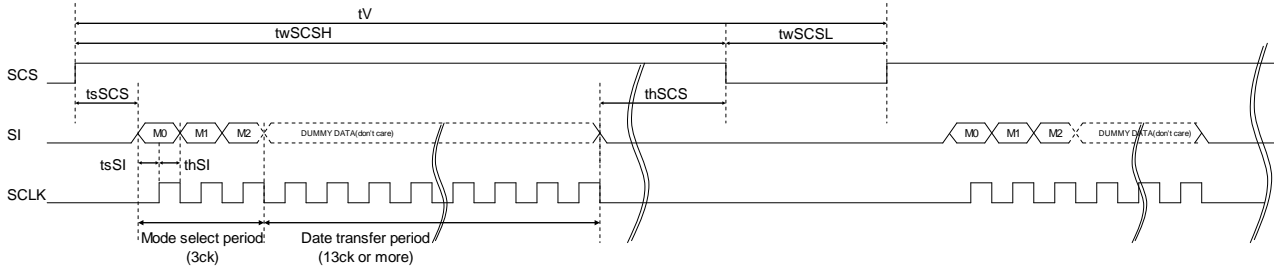 tV
twSCSH
twSCSL
SCS
tsSCS
thSCS
SI
M0
M1
M2
DUMMY DATA(don't care)
M0
M1
M2
DUMMY DATA(don't care)
tsSI
thSI
SCLK
Mode select period
(3ck)
Date transfer period
(13ck or more)